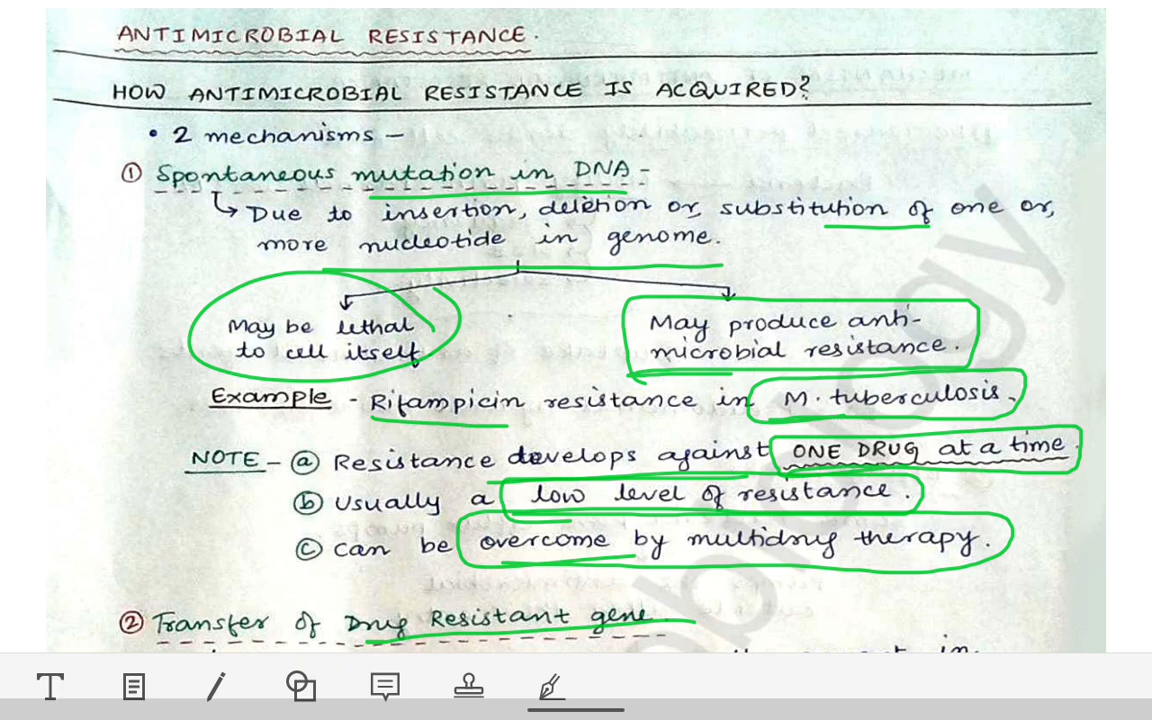 ANTIMICROBIAL RESISTANCE.
HOW ANTIMICROBIAL RESISTANCE IS ACQUIRED?
• 2 mechanisms –
① Spontaneous mutation in DNA -
↳ Due to insertion, deletion or, substitution of one or,
more nucleotide in genome.
May be lethal
to cell itself.
May produce anti-
microbial resistance.
Example - Rifampicin resistance in M. tuberculosis.
NOTE – ⓐ Resistance develops against ONE DRUG at a time.
ⓑ Usually a low level of resistance.
ⓒ can be overcome by multidrug therapy.
② Transfer of Drug Resistant gene.
T